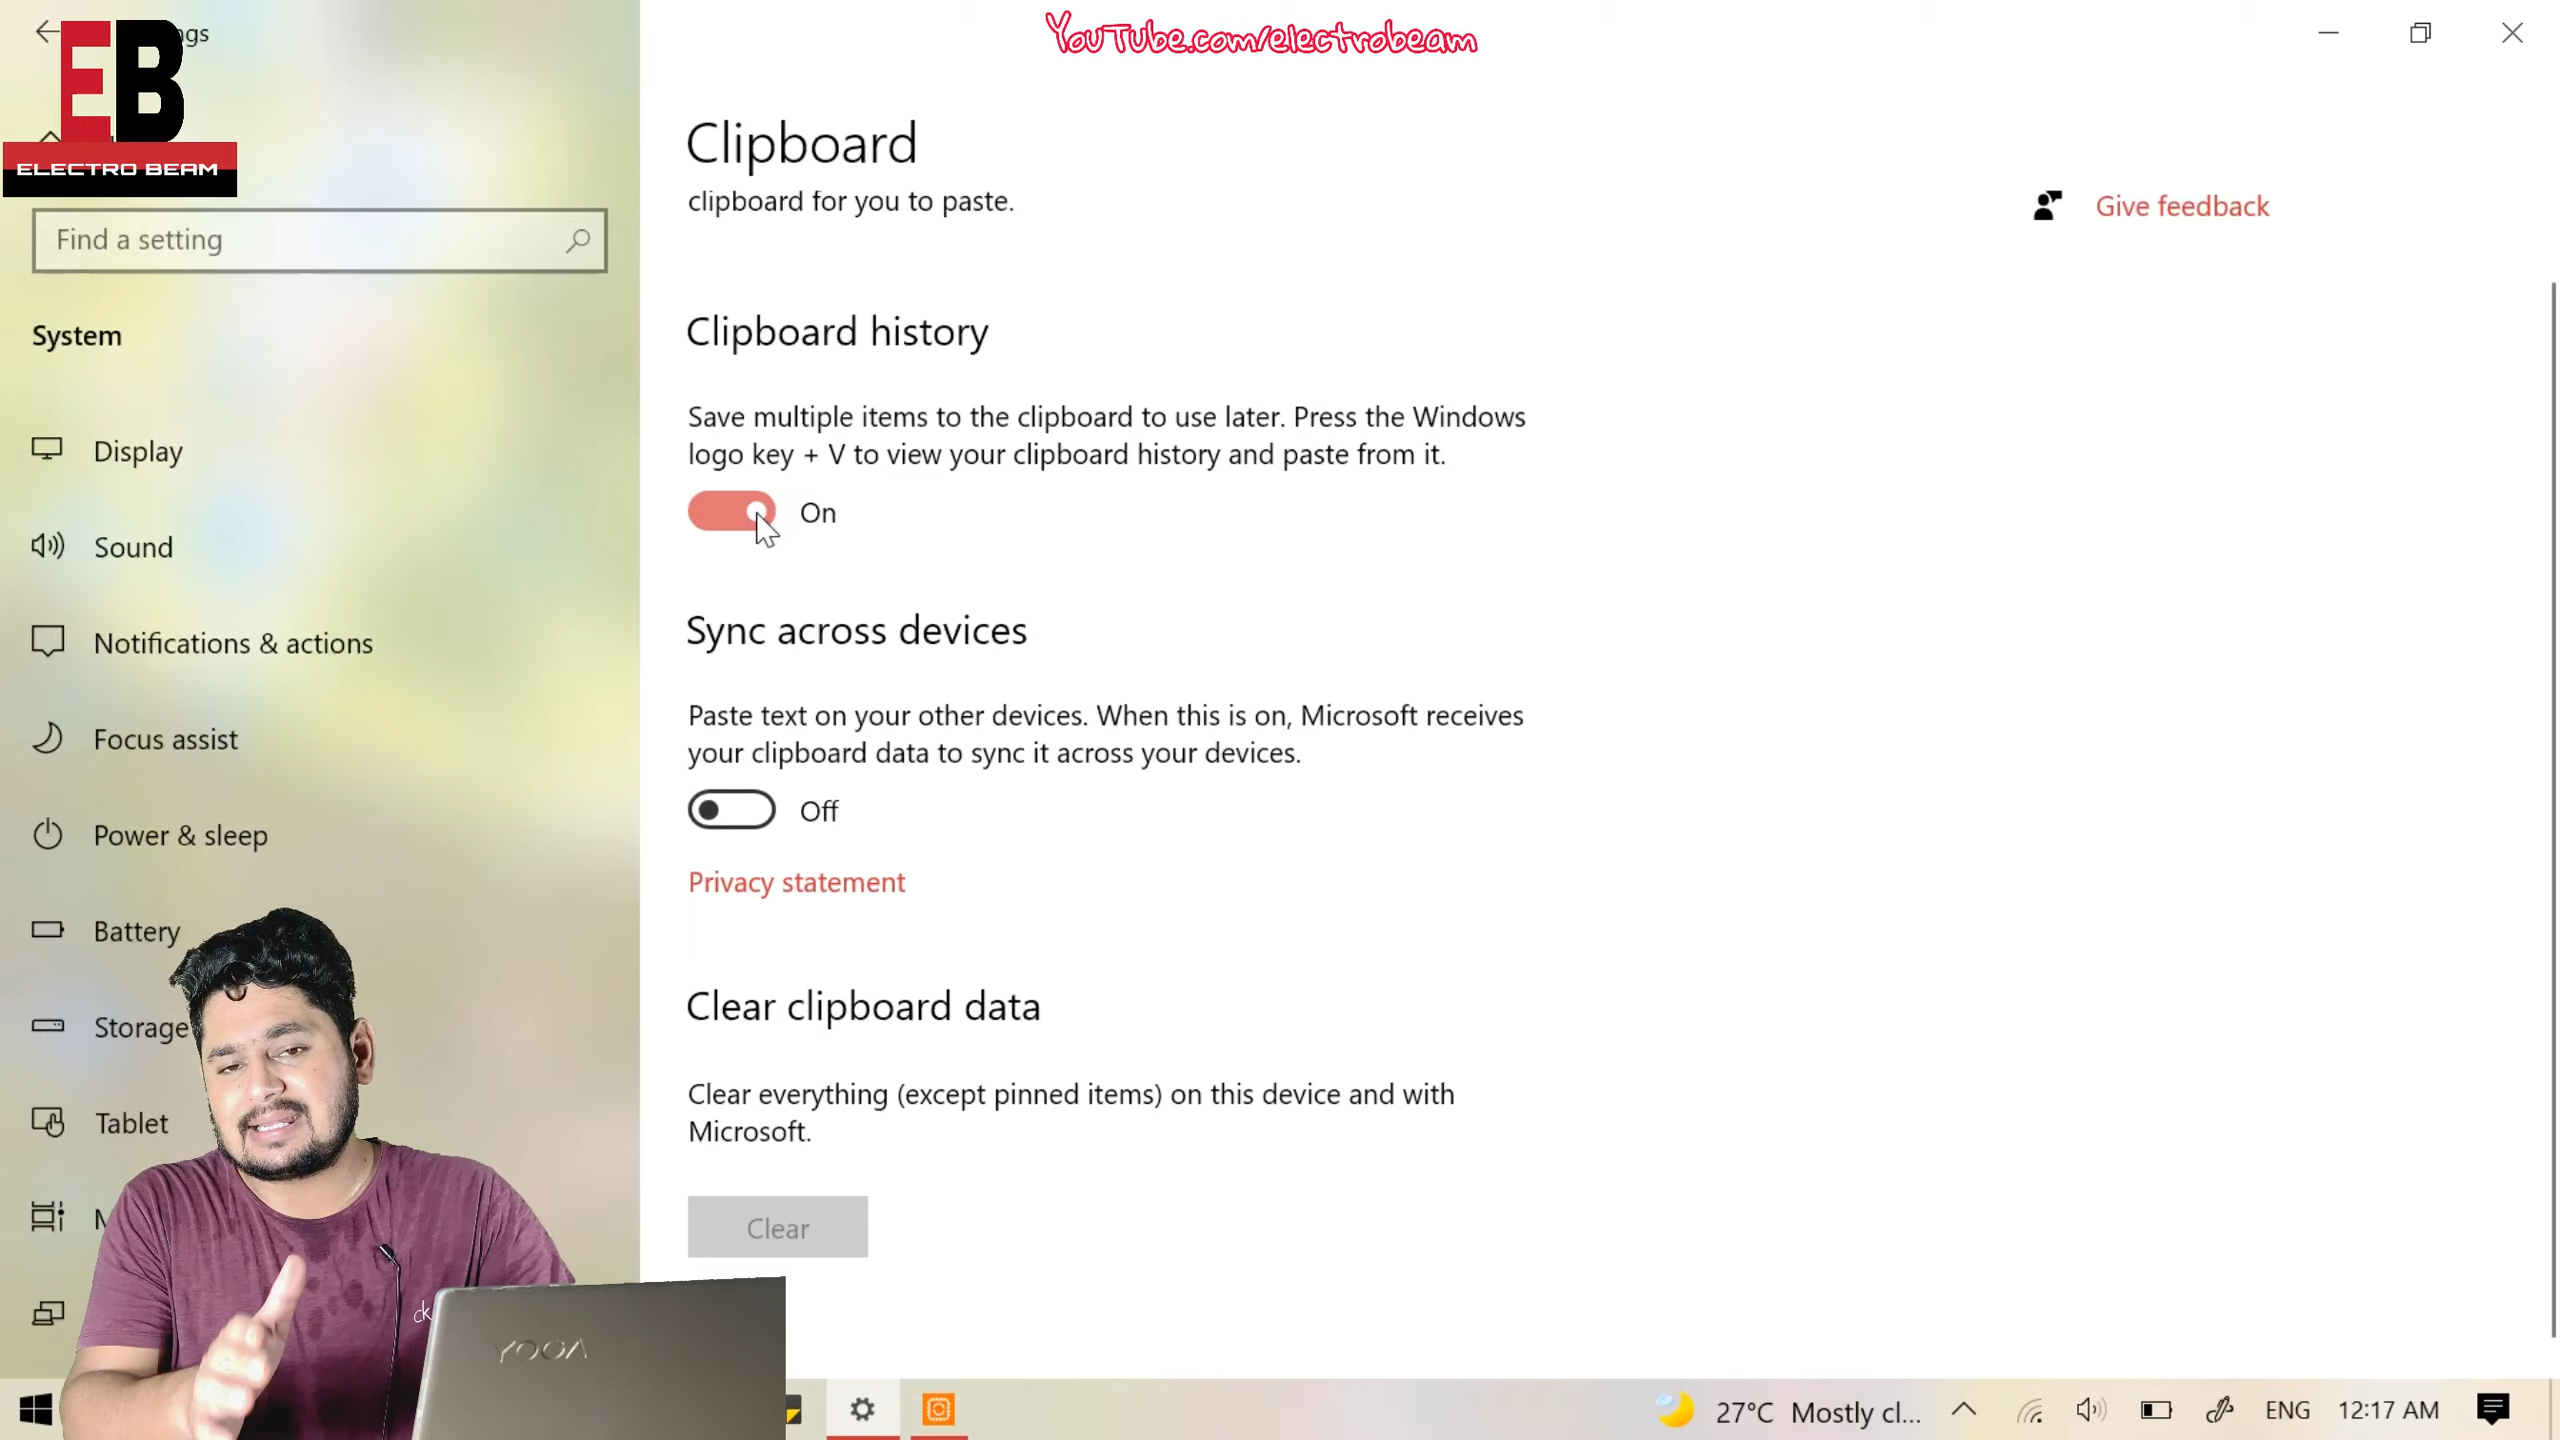 YouTube.com/electrobeam
ngs
EB
ELECTRO BEAM
Find a setting
System
Display
Sound
Notifications & actions
Focus assist
Power & sleep
Battery
Storage
Tablet
Clipboard
clipboard for you to paste.
Give feedback
Clipboard history
Save multiple items to the clipboard to use later. Press the Windows
logo key + V to view your clipboard history and paste from it.
On
Sync across devices
Paste text on your other devices. When this is on, Microsoft receives
your clipboard data to sync it across your devices.
Off
Privacy statement
Clear clipboard data
Clear everything (except pinned items) on this device and with
Microsoft.
Clear
ck
YOGA
27°C Mostly cl...
ENG
12:17 AM